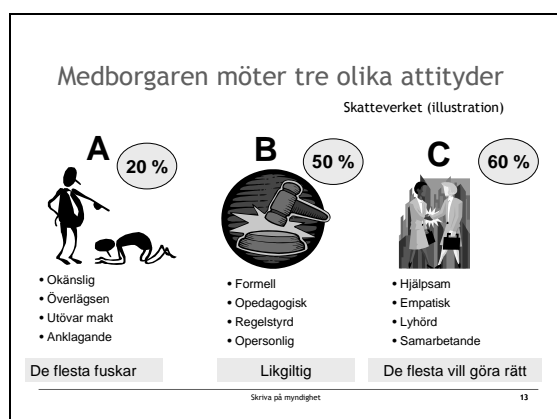 Medborgaren möter tre olika attityder
Skatteverket (illustration)
A
20 %
B
50 %
C
60 %
• Okänslig
• Överlägsen
• Utövar makt
• Anklagande
• Formell
• Opedagogisk
• Regelstyrd
• Opersonlig
• Hjälpsam
• Empatisk
• Lyhörd
• Samarbetande
De flesta fuskar
Likgiltig
De flesta vill göra rätt
Skriva på myndighet
13